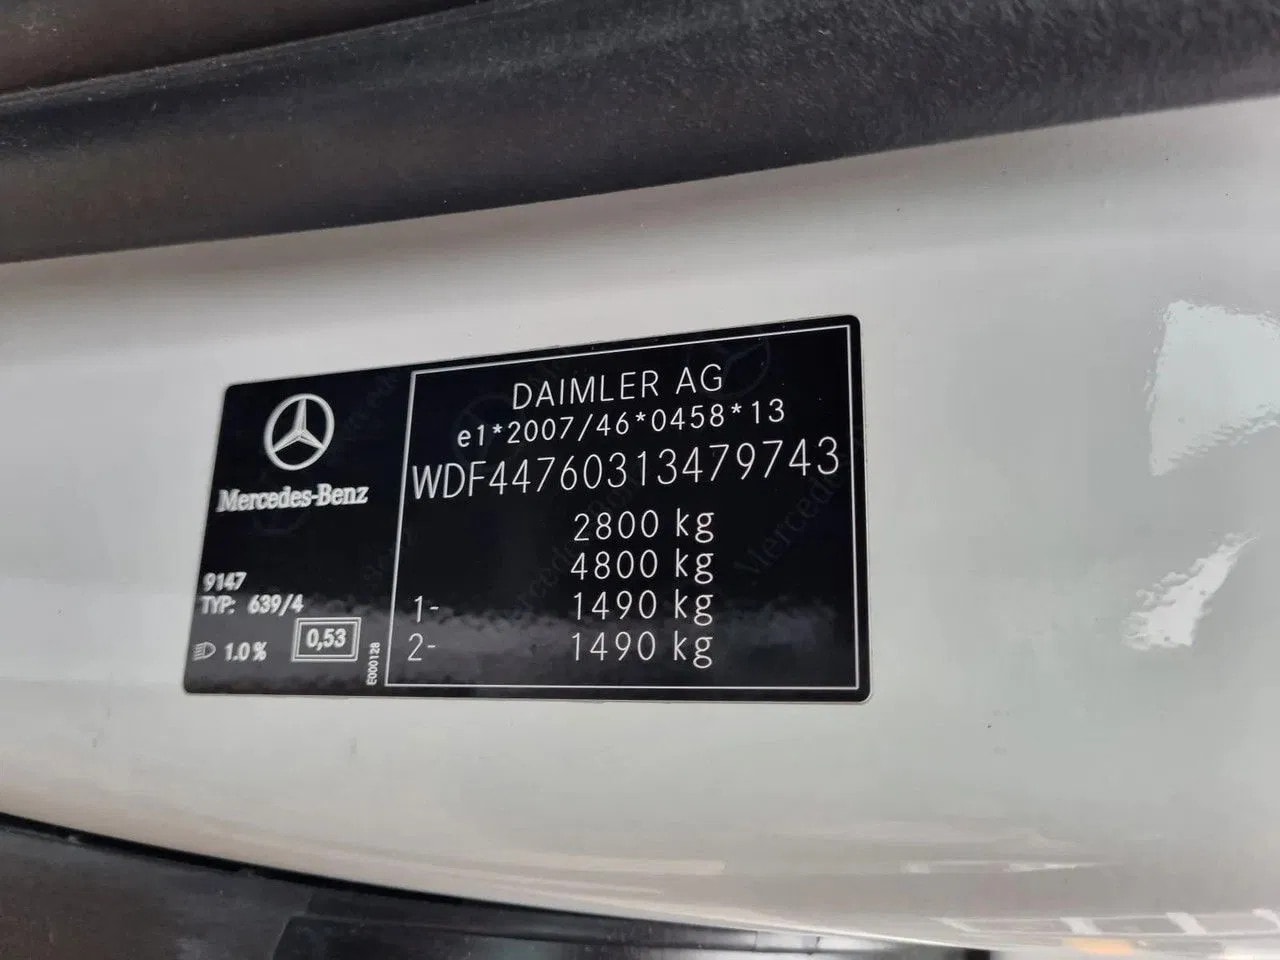 Mercedes-Benz
9147
TYP: 639/4
1.0 %
0,53
E000128
DAIMLER AG
e1*2007/46*0458*13
WDF44760313479743
2800 kg
4800 kg
1- 1490 kg
2- 1490 kg